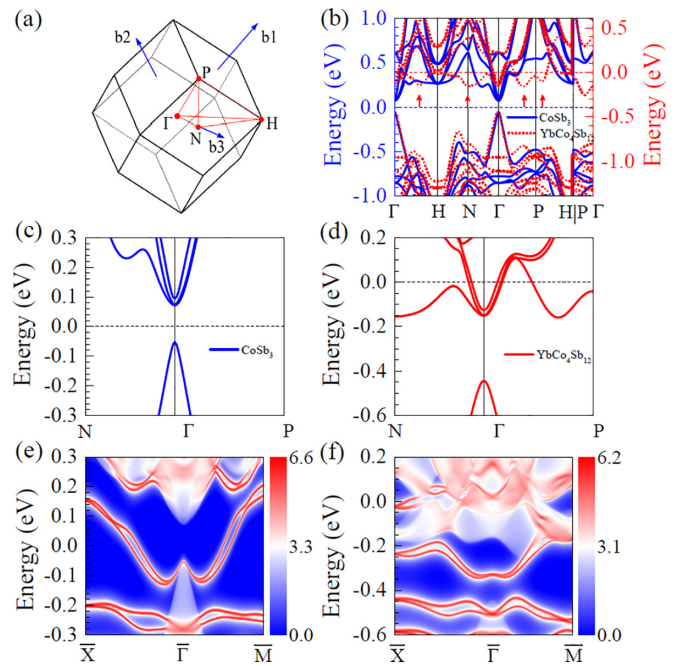 (a)
b2
b1
P
Γ
N
b3
H
(b)
Energy (eV)
1.0
0.5
0.0
-0.5
-1.0
CoSb3
YbCo4Sb12
0.5
0.0
-0.5
-1.0
Energy (eV)
Γ H N Γ P H|P Γ
(c)
Energy (eV)
0.3
0.2
0.1
0.0
-0.1
-0.2
-0.3
CoSb3
N Γ P
(d)
Energy (eV)
0.2
0.0
-0.2
-0.4
-0.6
YbCo4Sb12
N Γ P
(e)
Energy (eV)
0.3
0.2
0.1
0.0
-0.1
-0.2
-0.3
6.6
3.3
0.0
X̅ Γ̅ M̅
(f)
Energy (eV)
0.2
0.0
-0.2
-0.4
-0.6
6.2
3.1
0.0
X̅ Γ̅ M̅